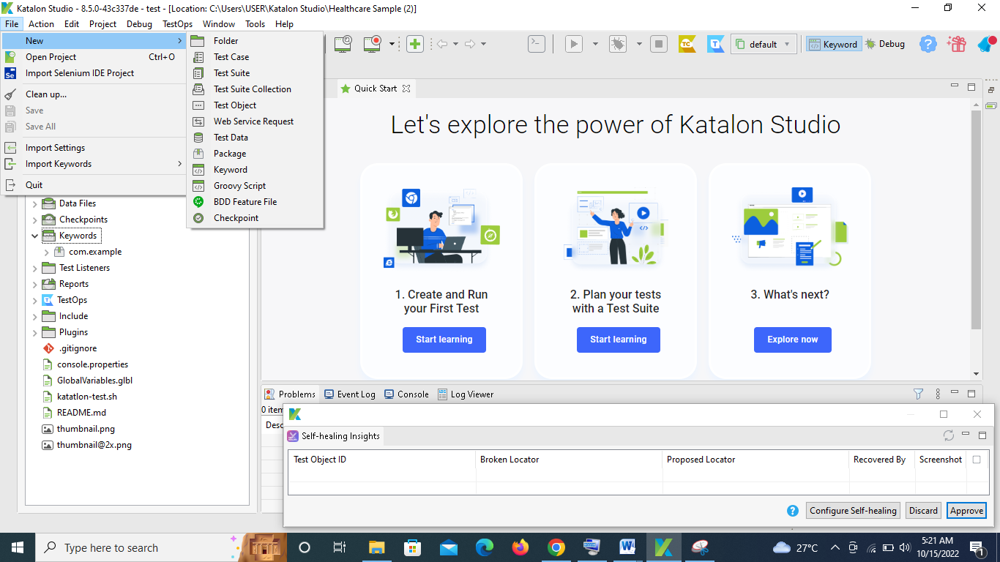 Katalon Studio - 8.5.0-43c337de - test - [Location: C:\Users\USER\Katalon Studio\Healthcare Sample (2)]
File Action Edit Project Debug TestOps Window Tools Help
New
Open Project Ctrl+O
Import Selenium IDE Project
Clean up...
Save
Save All
Import Settings
Import Keywords
Quit
Folder
Test Case
Test Suite
Test Suite Collection
Test Object
Web Service Request
Test Data
Package
Keyword
Groovy Script
BDD Feature File
Checkpoint
default
Keyword
Debug
Data Files
Checkpoints
Keywords
com.example
Test Listeners
Reports
TestOps
Include
Plugins
.gitignore
console.properties
GlobalVariables.glbl
katatlon-test.sh
README.md
thumbnail.png
thumbnail@2x.png
Quick Start
Let's explore the power of Katalon Studio
1. Create and Run
your First Test
Start learning
2. Plan your tests
with a Test Suite
Start learning
3. What's next?
Explore now
Problems Event Log Console Log Viewer
0 item
Desc
Self-healing Insights
Test Object ID Broken Locator Proposed Locator Recovered By Screenshot
Configure Self-healing Discard Approve
Type here to search
27°C
5:21 AM
10/15/2022
1